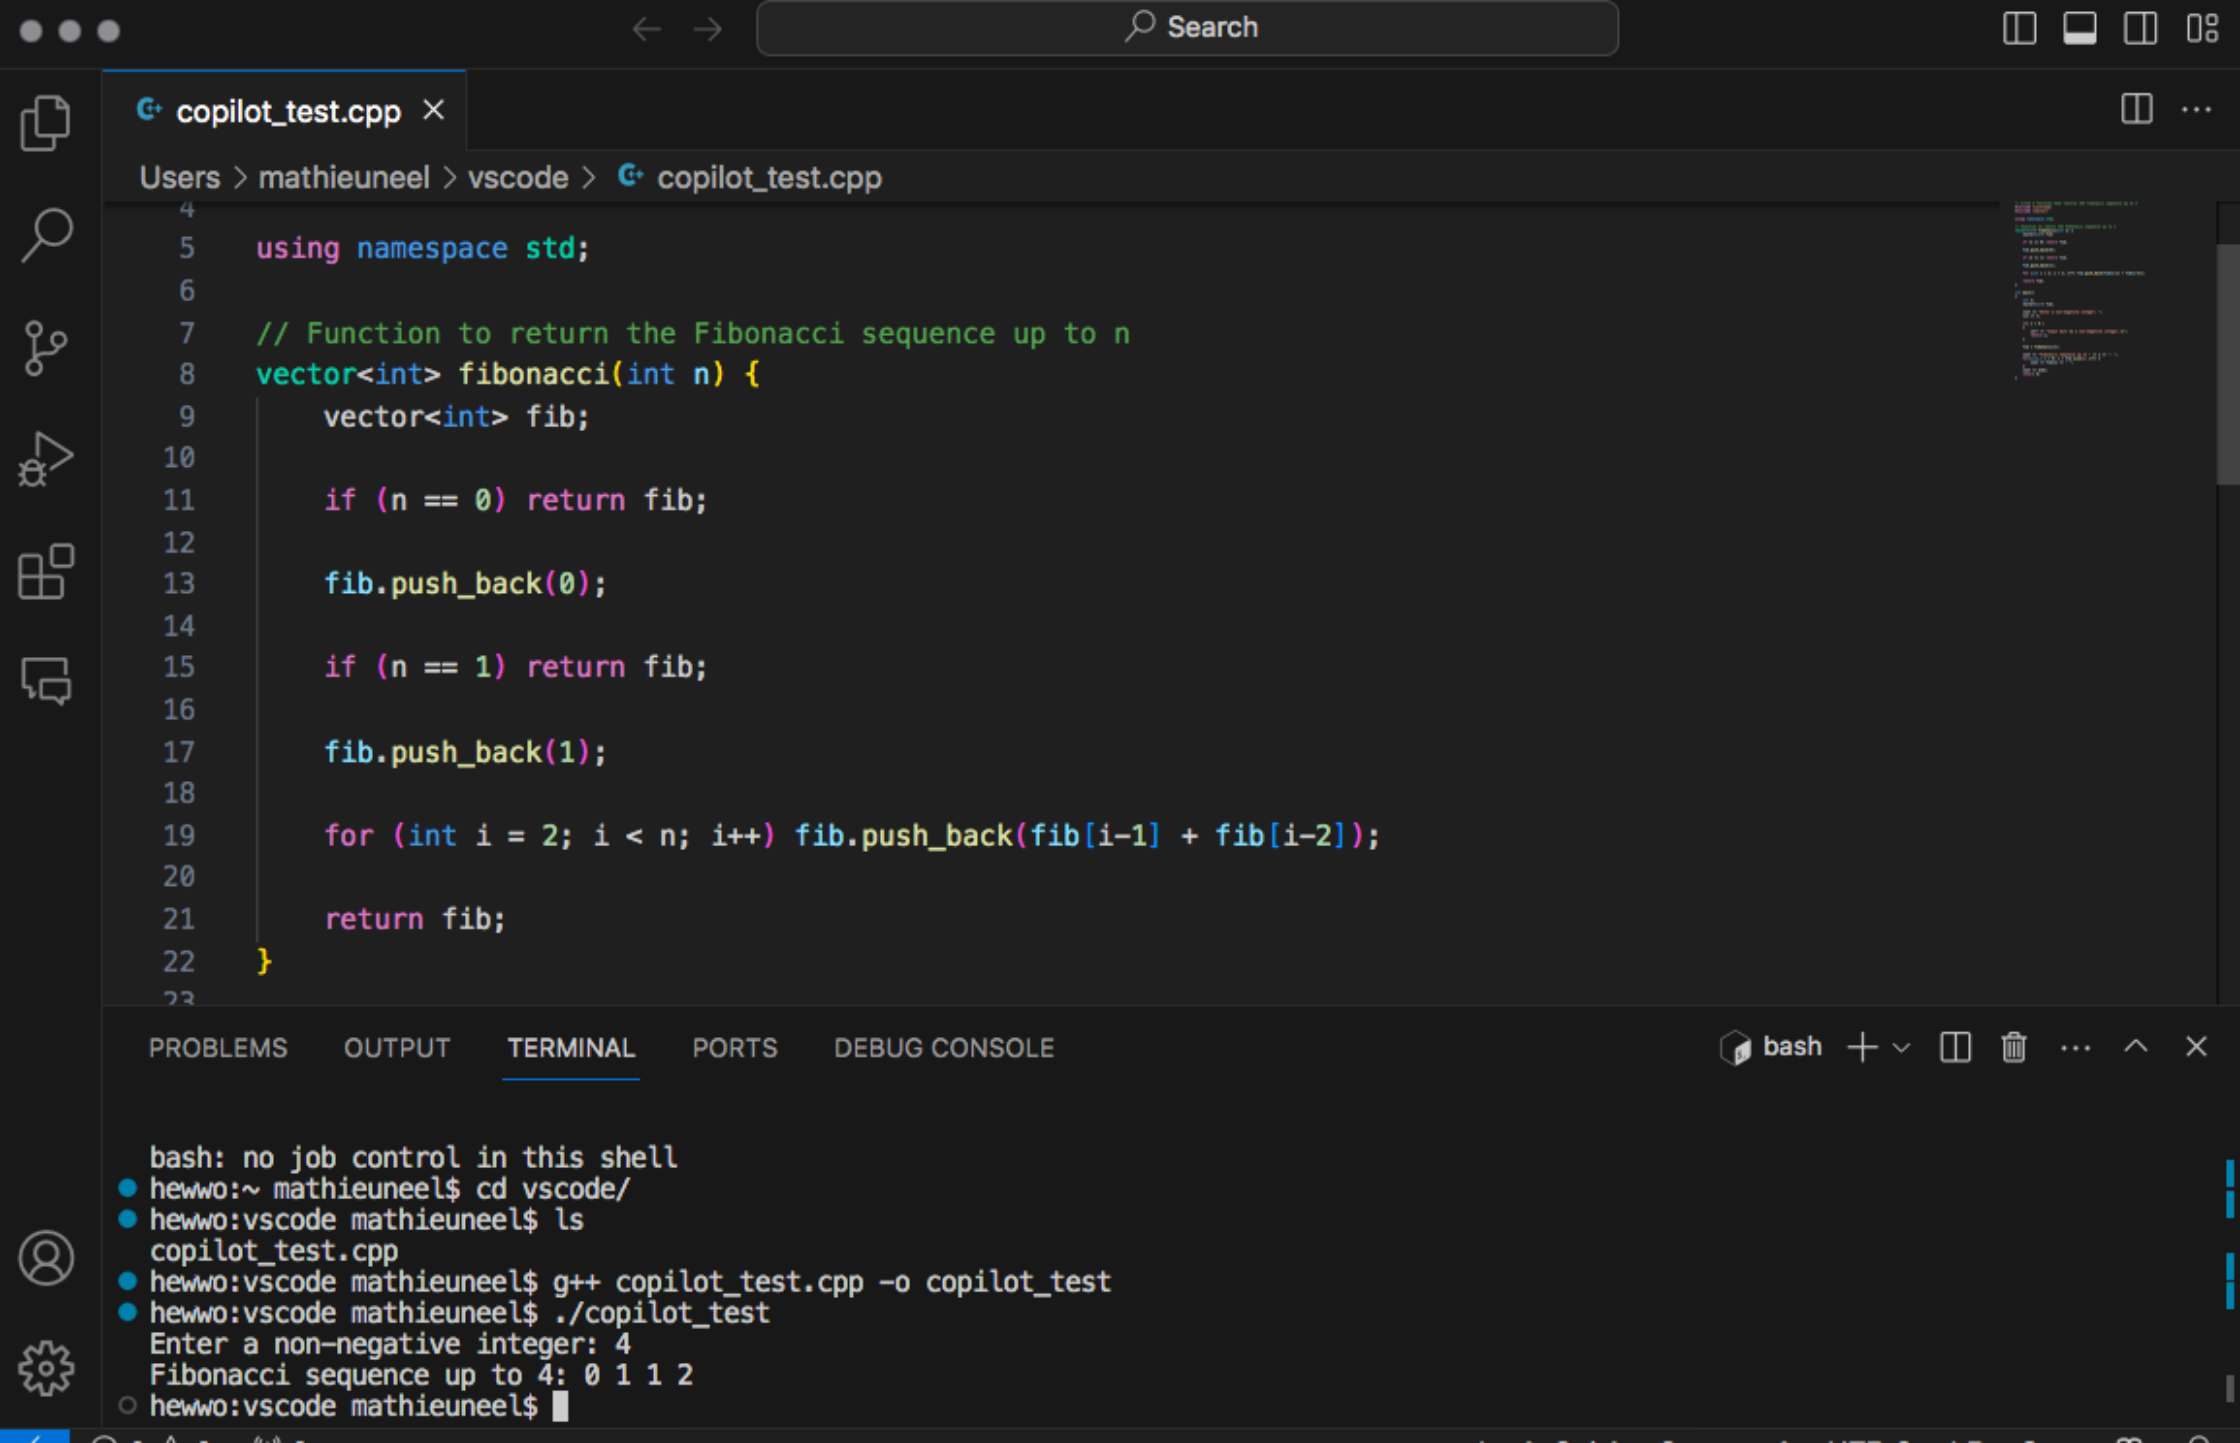 Search
copilot_test.cpp
Users > mathieuneel > vscode > copilot_test.cpp
4
5 using namespace std;
6
7 // Function to return the Fibonacci sequence up to n
8 vector<int> fibonacci(int n) {
9 vector<int> fib;
10
11 if (n == 0) return fib;
12
13 fib.push_back(0);
14
15 if (n == 1) return fib;
16
17 fib.push_back(1);
18
19 for (int i = 2; i < n; i++) fib.push_back(fib[i-1] + fib[i-2]);
20
21 return fib;
22 }
23
PROBLEMS OUTPUT TERMINAL PORTS DEBUG CONSOLE bash
bash: no job control in this shell
hewwo:~ mathieuneel$ cd vscode/
hewwo:vscode mathieuneel$ ls
copilot_test.cpp
hewwo:vscode mathieuneel$ g++ copilot_test.cpp -o copilot_test
hewwo:vscode mathieuneel$ ./copilot_test
Enter a non-negative integer: 4
Fibonacci sequence up to 4: 0 1 1 2
hewwo:vscode mathieuneel$